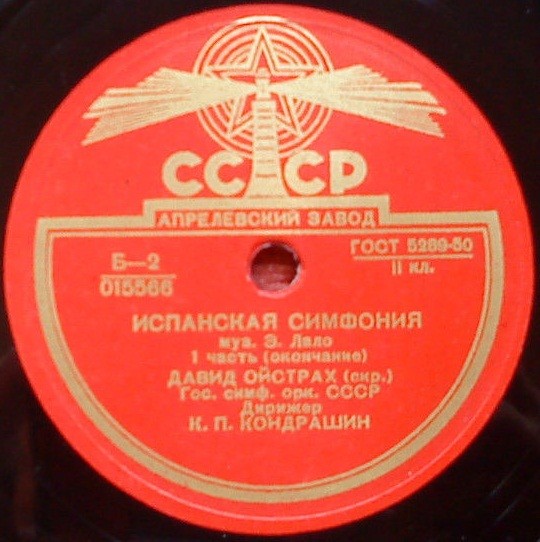 СССР
АПРЕЛЕВСКИЙ ЗАВОД
Б—2
015566
ГОСТ 5289-50
II кл.
ИСПАНСКАЯ СИМФОНИЯ
муз. Э. Лало
1 часть (окончание)
ДАВИД ОЙСТРАХ (скр.)
Гос. симф. орк. СССР
Дирижер
К. П. КОНДРАШИН